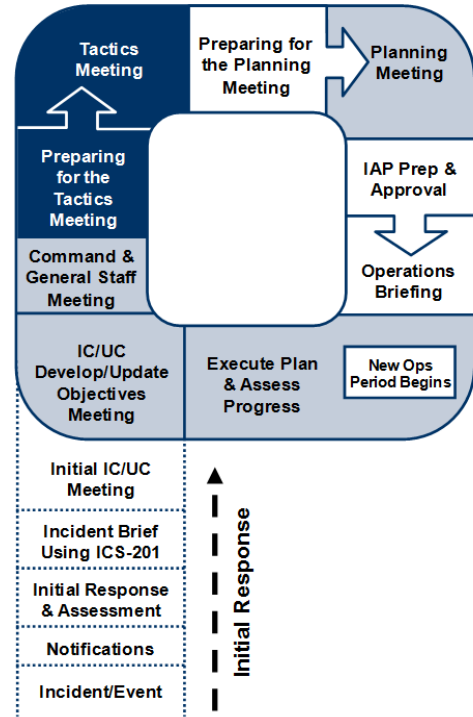 Tactics
Meeting
Preparing for
the Planning
Meeting
Planning
Meeting
Preparing
for the
Tactics
Meeting
IAP Prep &
Approval
Command &
General Staff
Meeting
Operations
Briefing
IC/UC
Develop/Update
Objectives
Meeting
Execute Plan
& Assess
Progress
New Ops
Period Begins
Initial IC/UC
Meeting
Incident Brief
Using ICS-201
Initial Response
& Assessment
Notifications
Incident/Event
Initial Response